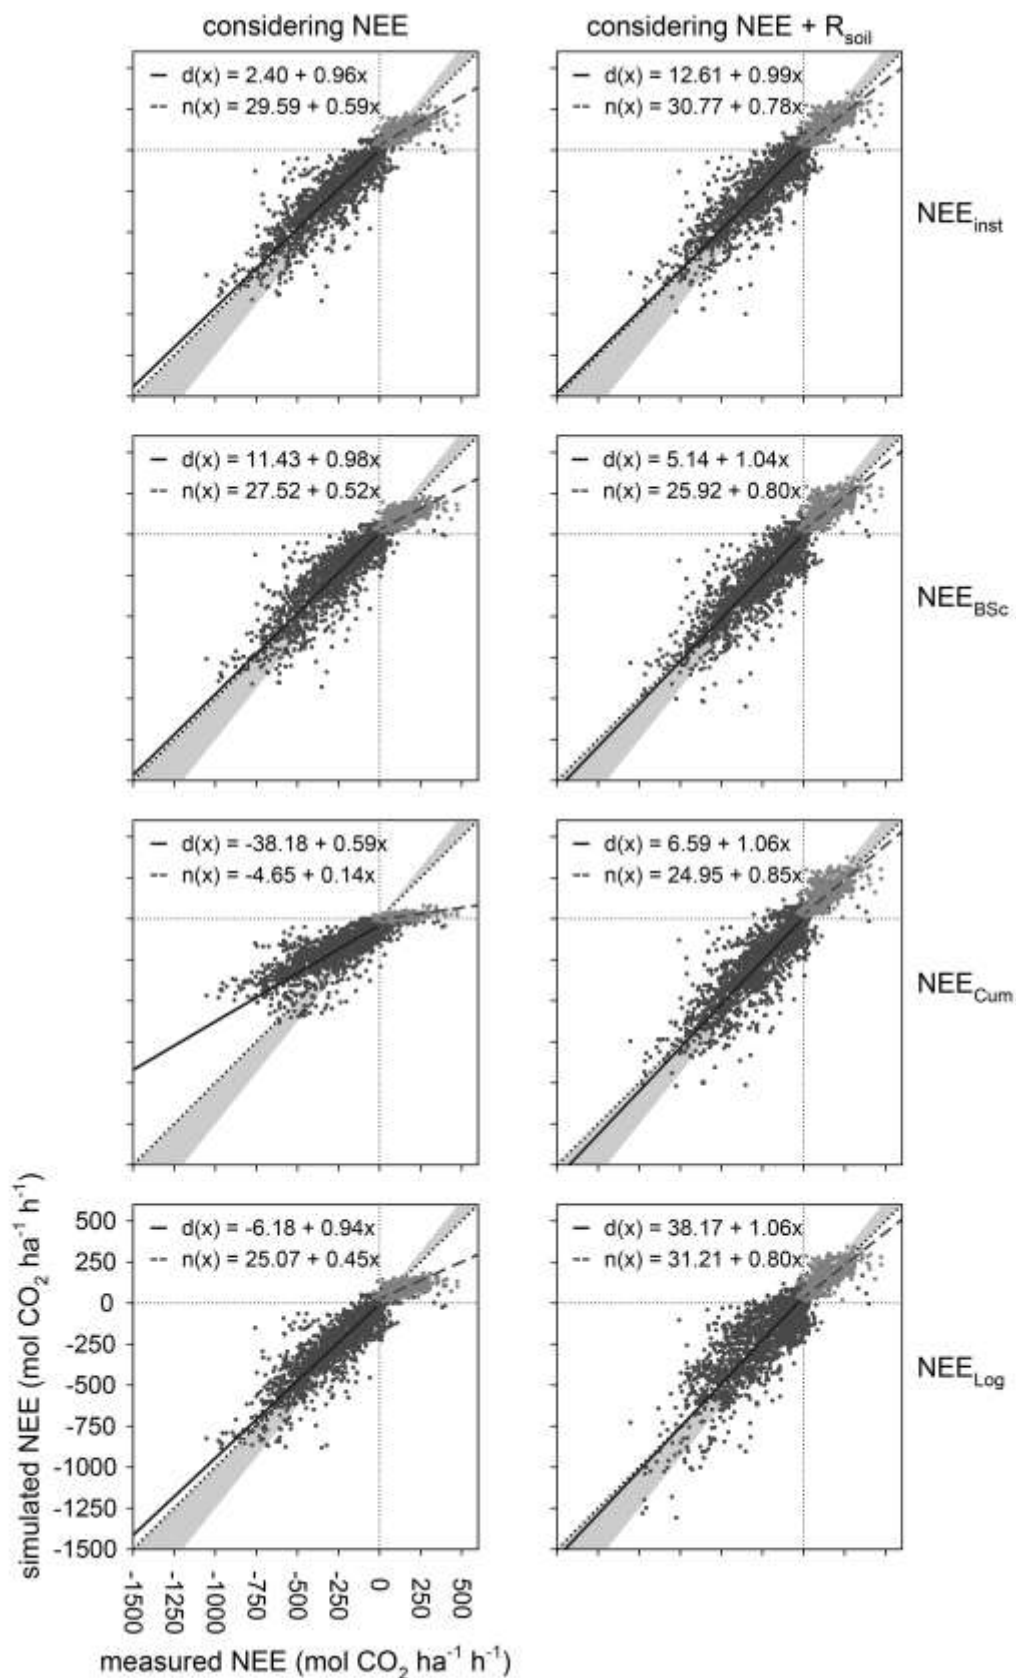 considering NEE
considering NEE + R_soil
d(x) = 2.40 + 0.96x
n(x) = 29.59 + 0.59x
d(x) = 12.61 + 0.99x
n(x) = 30.77 + 0.78x
NEE_inst
d(x) = 11.43 + 0.98x
n(x) = 27.52 + 0.52x
d(x) = 5.14 + 1.04x
n(x) = 25.92 + 0.80x
NEE_BSc
d(x) = -38.18 + 0.59x
n(x) = -4.65 + 0.14x
d(x) = 6.59 + 1.06x
n(x) = 24.95 + 0.85x
NEE_Cum
d(x) = -6.18 + 0.94x
n(x) = 25.07 + 0.45x
d(x) = 38.17 + 1.06x
n(x) = 31.21 + 0.80x
NEE_Log
simulated NEE (mol CO₂ ha⁻¹ h⁻¹)
500
250
0
-250
-500
-750
-1000
-1250
-1500
-1500
-1250
-1000
-750
-500
-250
0
250
500
measured NEE (mol CO₂ ha⁻¹ h⁻¹)